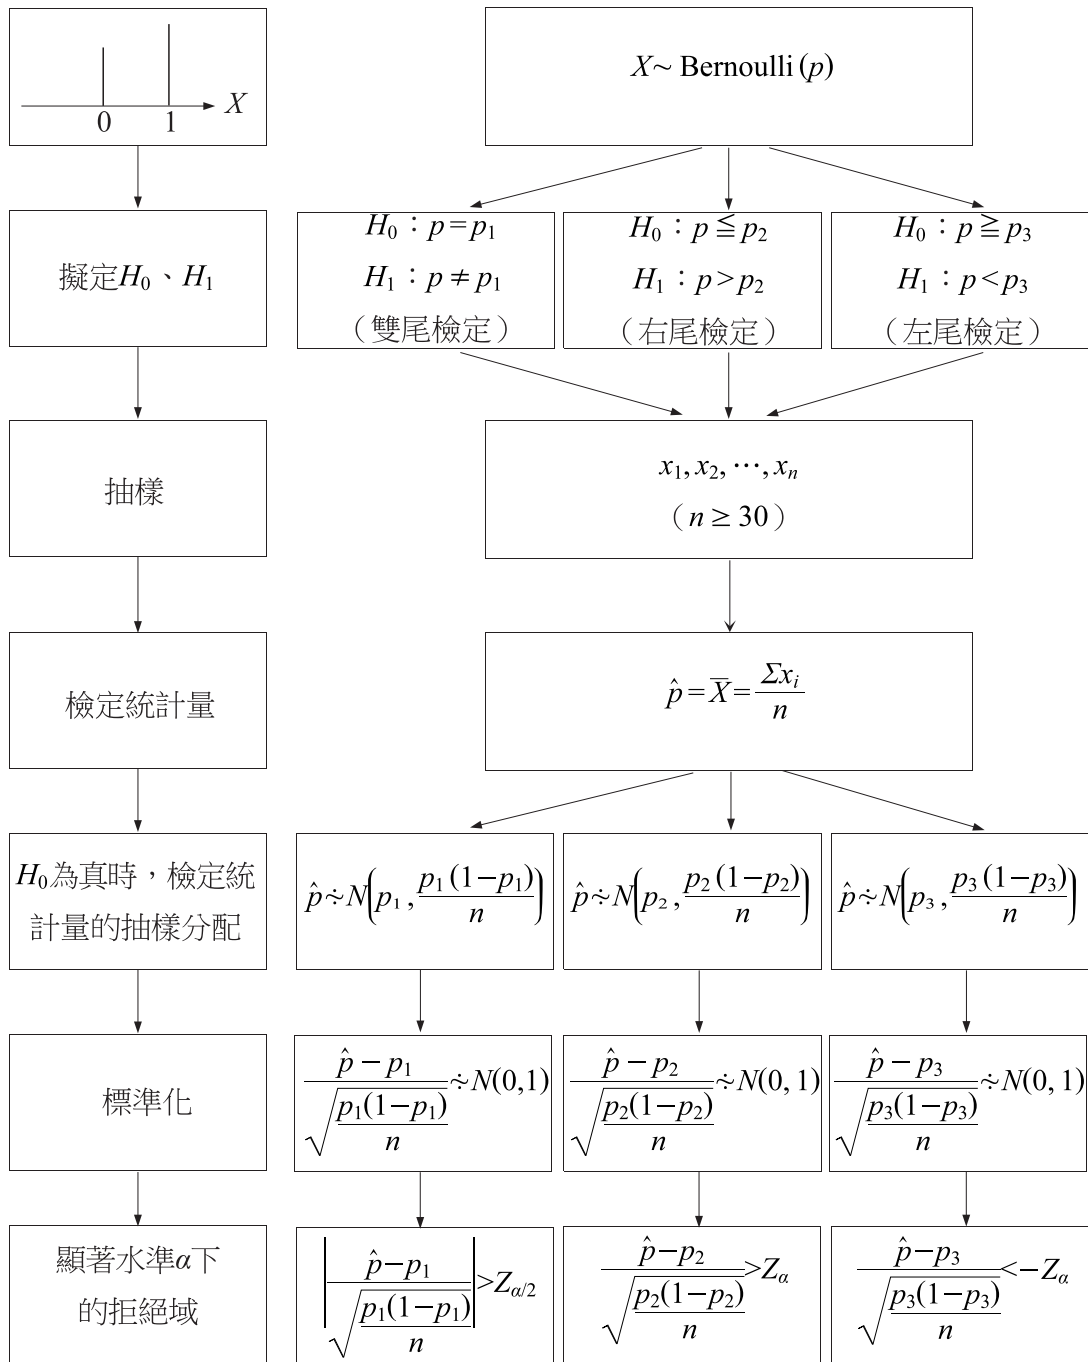 X
0 1
X ~ Bernoulli (p)
擬定H₀、H₁
H₀：p = p₁
H₁：p ≠ p₁
（雙尾檢定）
H₀：p ≦ p₂
H₁：p > p₂
（右尾檢定）
H₀：p ≧ p₃
H₁：p < p₃
（左尾檢定）
抽樣
x₁, x₂, ⋯, xₙ
（n ≥ 30）
檢定統計量
p̂ = X̄ = Σxᵢ/n
H₀為真時，檢定統
計量的抽樣分配
p̂ ∻ N(p₁, p₁(1−p₁)/n)
p̂ ∻ N(p₂, p₂(1−p₂)/n)
p̂ ∻ N(p₃, p₃(1−p₃)/n)
標準化
(p̂ − p₁)/√(p₁(1−p₁)/n) ∻ N(0,1)
(p̂ − p₂)/√(p₂(1−p₂)/n) ∻ N(0, 1)
(p̂ − p₃)/√(p₃(1−p₃)/n) ∻ N(0, 1)
顯著水準α下
的拒絕域
|(p̂−p₁)/√(p₁(1−p₁)/n)| > Z_{α/2}
(p̂−p₂)/√(p₂(1−p₂)/n) > Z_α
(p̂−p₃)/√(p₃(1−p₃)/n) < −Z_α